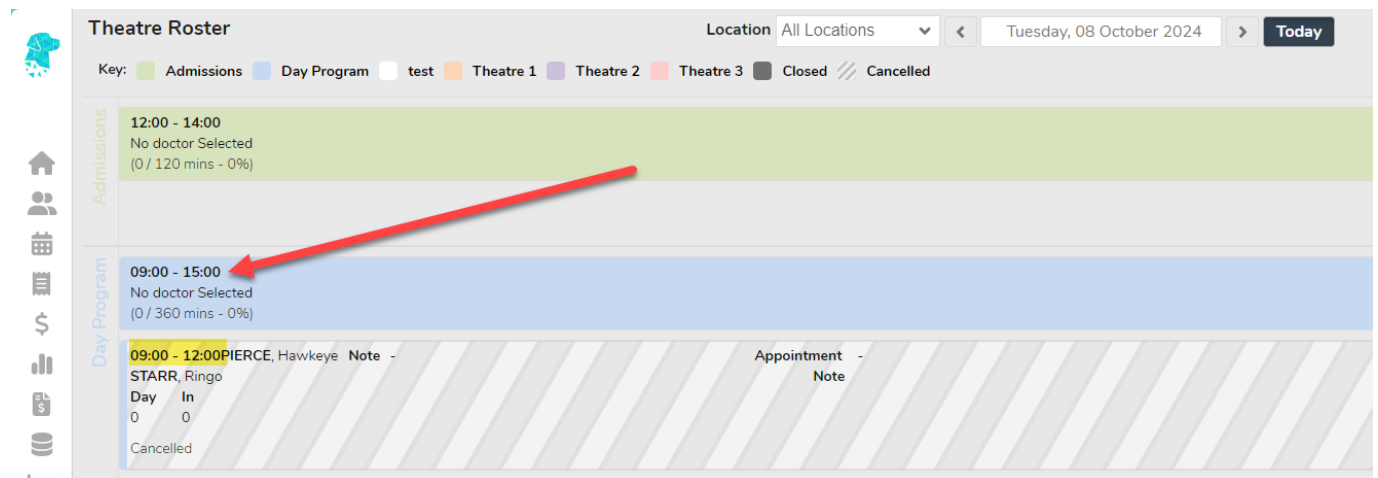 Theatre Roster
Location All Locations Tuesday, 08 October 2024 Today
Key: Admissions Day Program test Theatre 1 Theatre 2 Theatre 3 Closed Cancelled
Admissions
12:00 - 14:00
No doctor Selected
(0 / 120 mins - 0%)
Day Program
09:00 - 15:00
No doctor Selected
(0 / 360 mins - 0%)
09:00 - 12:00PIERCE, Hawkeye Note - Appointment -
STARR, Ringo Note
Day In
0 0
Cancelled